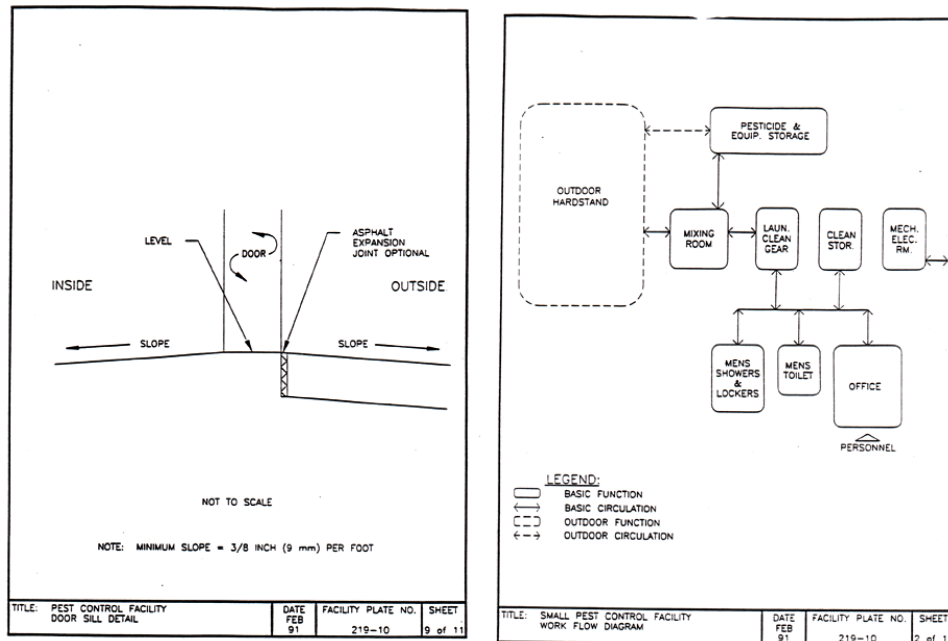 LEVEL
DOOR
ASPHALT
EXPANSION
JOINT OPTIONAL
INSIDE
OUTSIDE
SLOPE
SLOPE
NOT TO SCALE
NOTE: MINIMUM SLOPE = 3/8 INCH (9 mm) PER FOOT
TITLE: PEST CONTROL FACILITY
DOOR SILL DETAIL
DATE
FEB
91
FACILITY PLATE NO.
219-10
SHEET
9 of 11
PESTICIDE &
EQUIP. STORAGE
OUTDOOR
HARDSTAND
MIXING
ROOM
LAUN.
CLEAN
GEAR
CLEAN
STOR.
MECH.
ELEC.
RM.
MENS
SHOWERS
&
LOCKERS
MENS
TOILET
OFFICE
PERSONNEL
LEGEND:
BASIC FUNCTION
BASIC CIRCULATION
OUTDOOR FUNCTION
OUTDOOR CIRCULATION
TITLE: SMALL PEST CONTROL FACILITY
WORK FLOW DIAGRAM
DATE
FEB
91
FACILITY PLATE NO.
219-10
SHEET
2 of